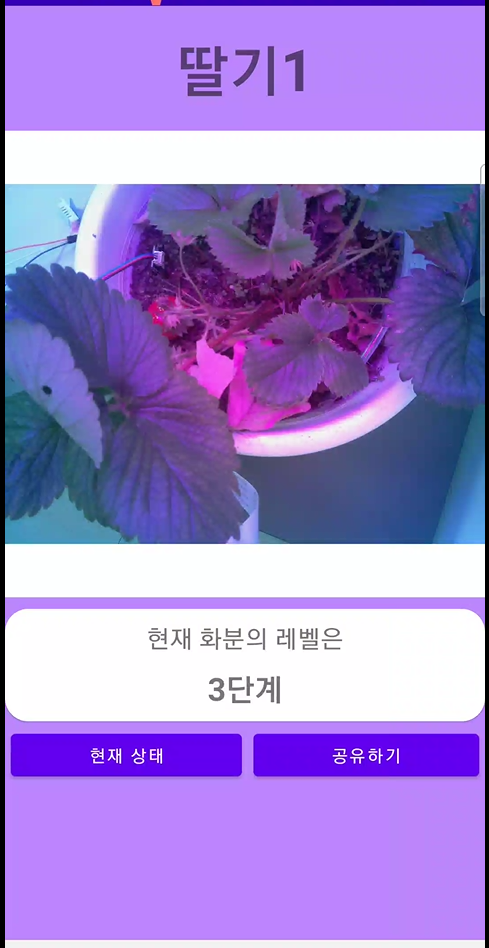 딸기1
현재 화분의 레벨은
3단계
현재 상태
공유하기